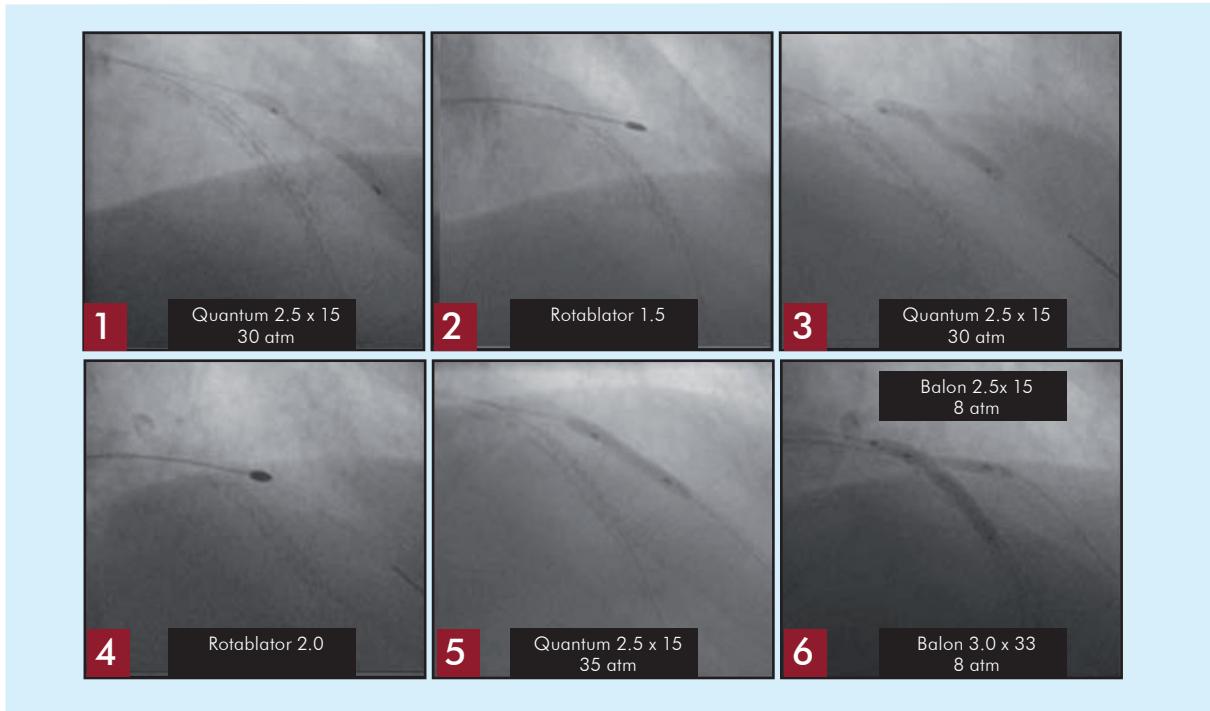 1
Quantum 2.5 x 15
30 atm
2
Rotablator 1.5
3
Quantum 2.5 x 15
30 atm
4
Rotablator 2.0
5
Quantum 2.5 x 15
35 atm
Balon 2.5x 15
8 atm
6
Balon 3.0 x 33
8 atm